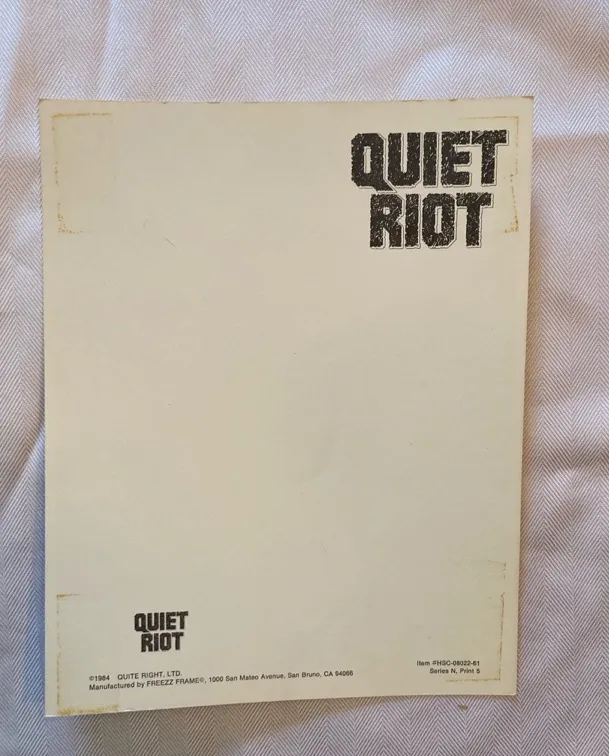 QUIET
RIOT
QUIET
RIOT
©1984 QUITE RIGHT, LTD.
Manufactured by FREEZZ FRAME®, 1000 San Mateo Avenue, San Bruno, CA 94066
Item #HSC-08022-61
Series N, Print 5